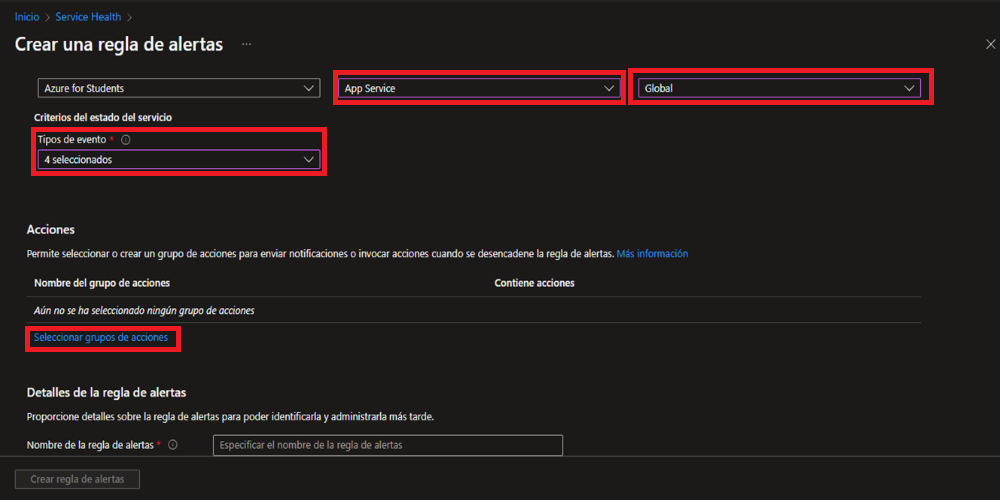 Inicio > Service Health >
Crear una regla de alertas ...
Azure for Students App Service Global
Criterios del estado del servicio
Tipos de evento *
4 seleccionados
Acciones
Permite seleccionar o crear un grupo de acciones para enviar notificaciones o invocar acciones cuando se desencadene la regla de alertas. Más información
Nombre del grupo de acciones Contiene acciones
Aún no se ha seleccionado ningún grupo de acciones
Seleccionar grupos de acciones
Detalles de la regla de alertas
Proporcione detalles sobre la regla de alertas para poder identificarla y administrarla más tarde.
Nombre de la regla de alertas * Especificar el nombre de la regla de alertas
Crear regla de alertas